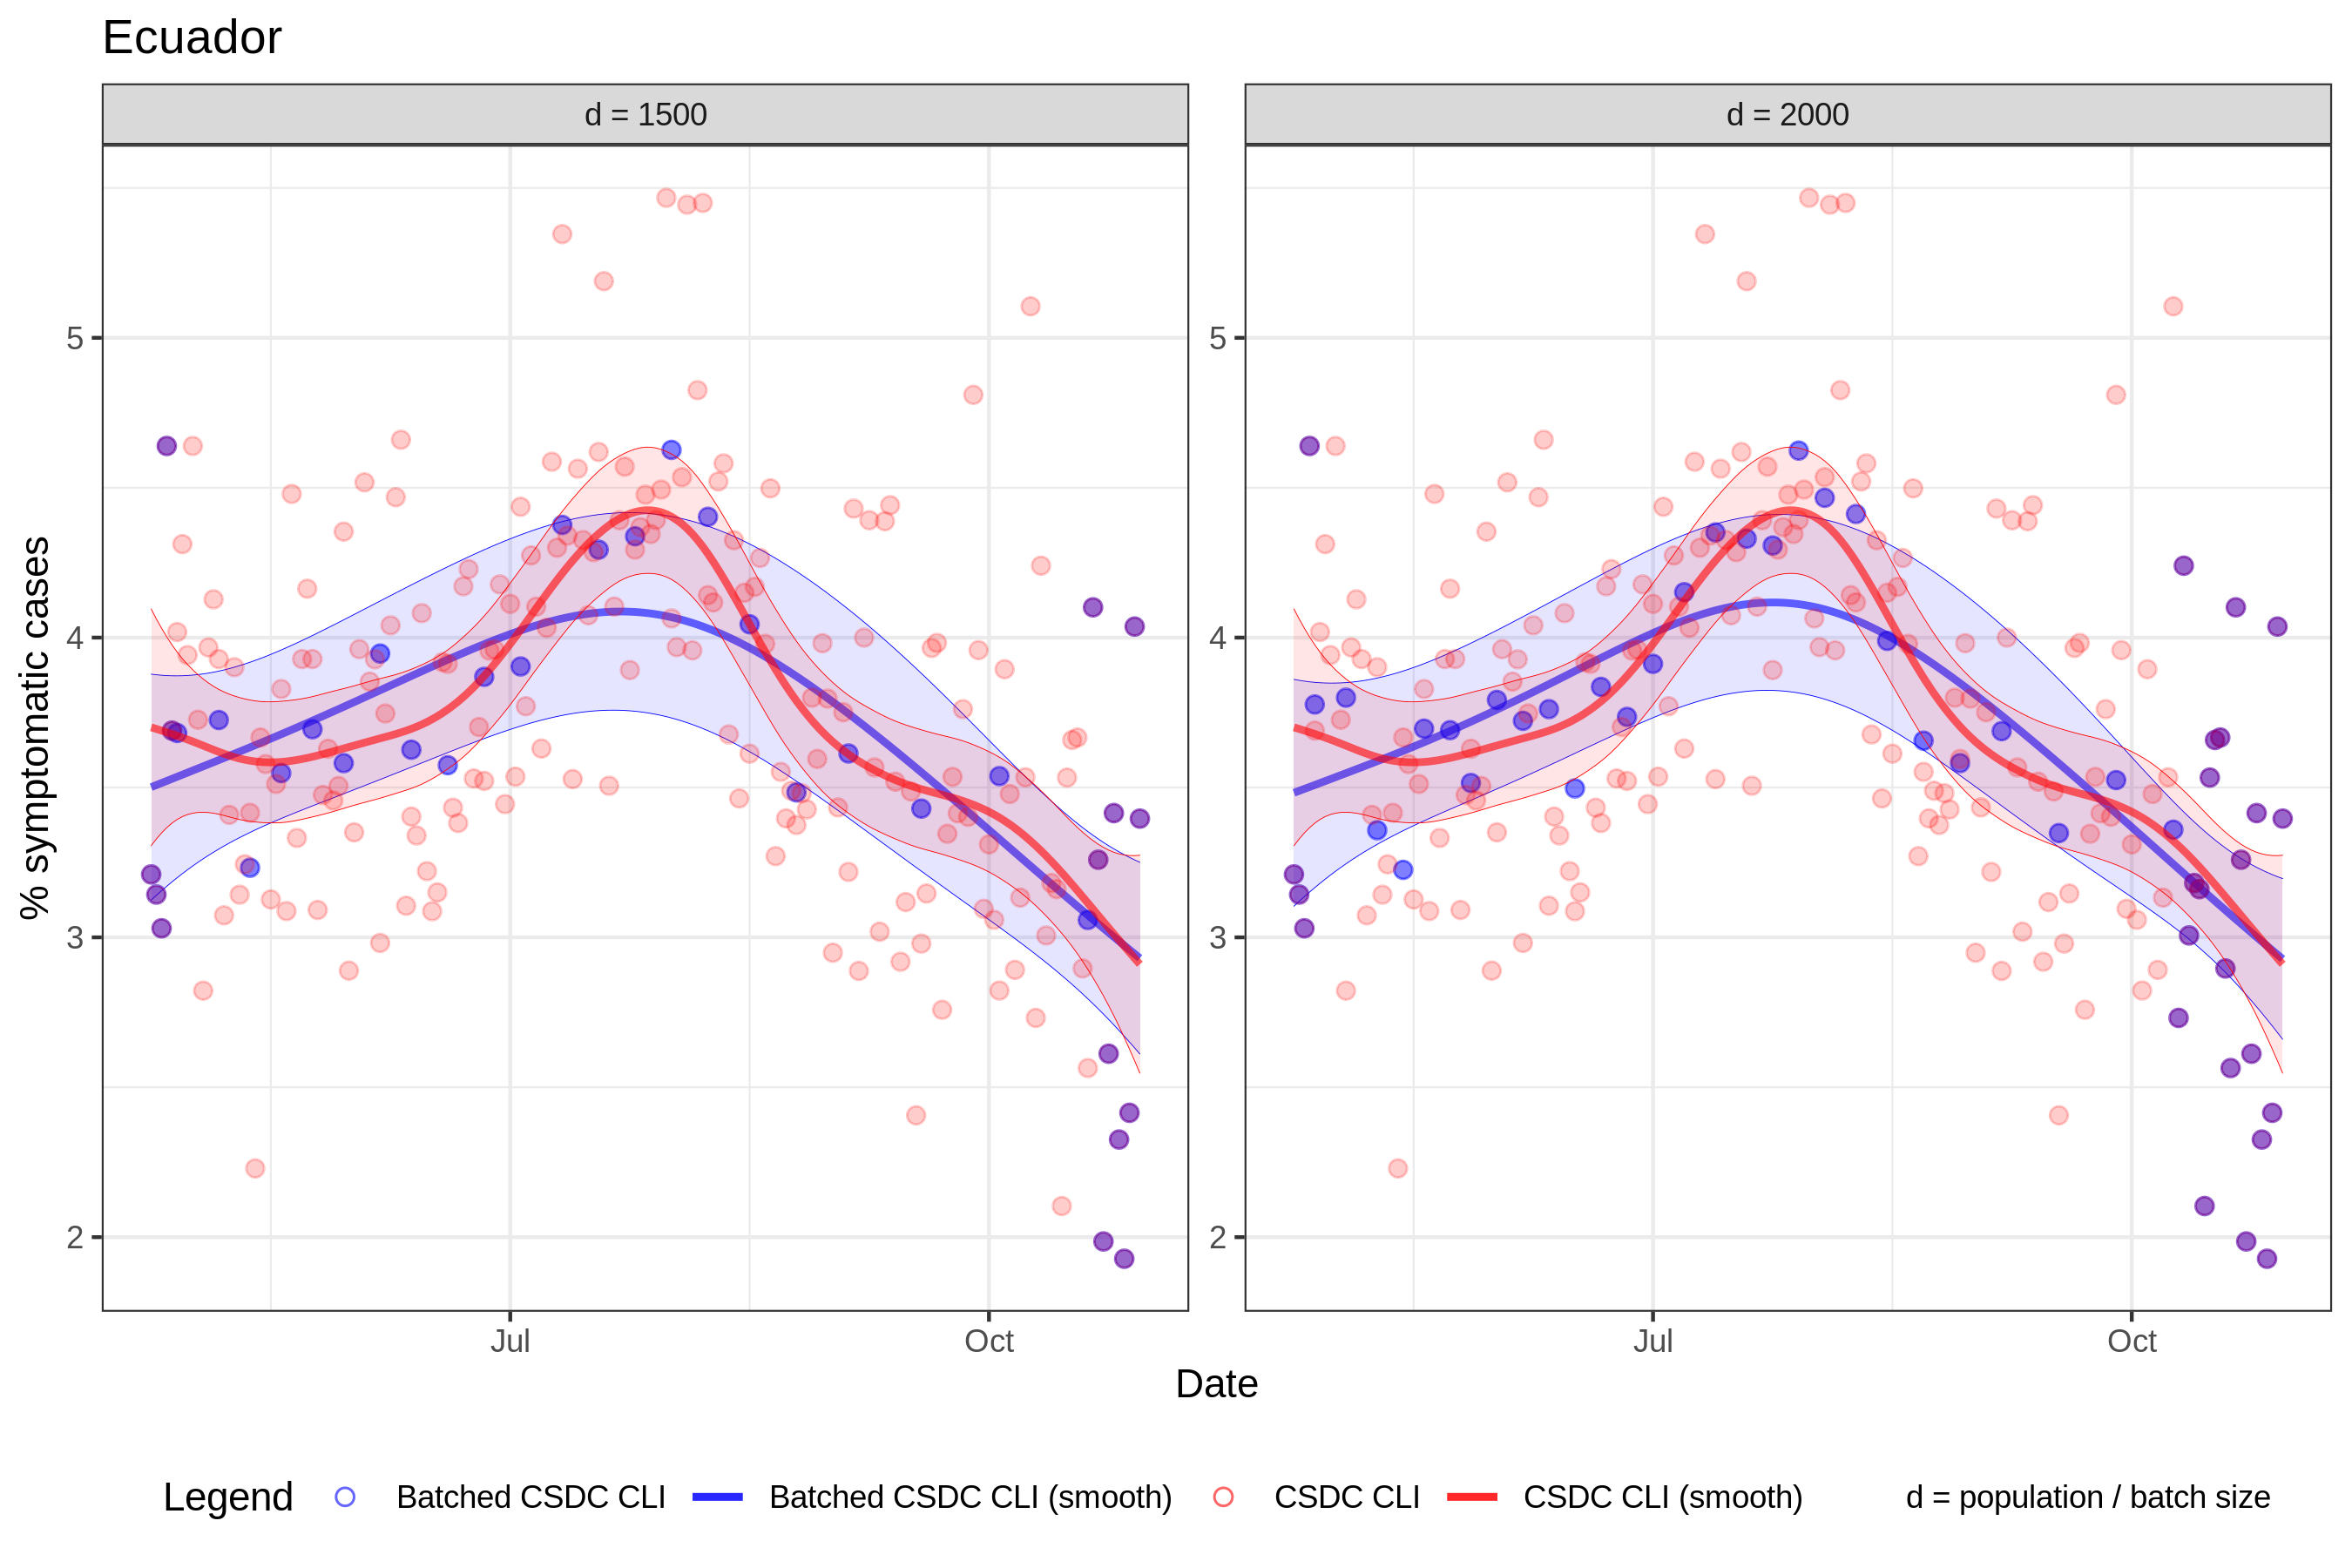 Ecuador
d = 1500
d = 2000
% symptomatic cases
5
4
3
2
5
4
3
2
Jul
Oct
Jul
Oct
Date
Legend
Batched CSDC CLI
Batched CSDC CLI (smooth)
CSDC CLI
CSDC CLI (smooth)
d = population / batch size